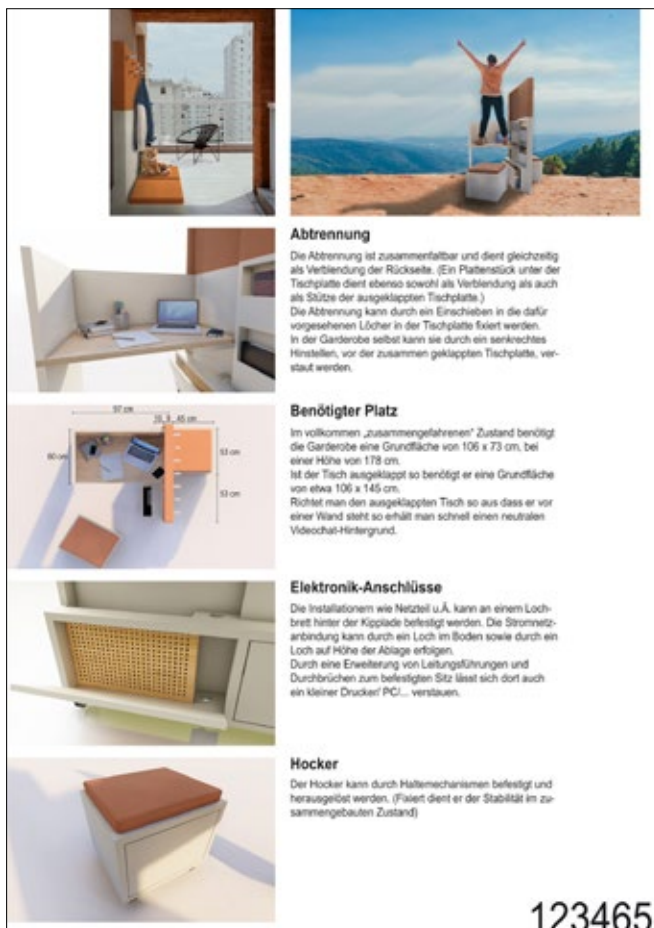 Abtrennung
Die Abtrennung ist zusammenfaltbar und dient gleichzeitig
als Verblendung der Rückseite. (Ein Plattenstück unter der
Tischplatte dient ebenso sowohl als Verblendung als auch
als Stütze der ausgeklappten Tischplatte.)
Die Abtrennung kann durch ein Einschieben in die dafür
vorgesehenen Löcher in der Tischplatte fixiert werden.
In der Garderobe selbst kann sie durch ein senkrechtes
Hinstellen, vor der zusammen geklappten Tischplatte, ver-
staut werden.
97 cm
45 cm
60 cm
53 cm
53 cm
Benötigter Platz
Im vollkommen „zusammengefahrenen“ Zustand benötigt
die Garderobe eine Grundfläche von 106 x 73 cm, bei
einer Höhe von 178 cm.
Ist der Tisch ausgeklappt so benötigt er eine Grundfläche
von etwa 106 x 145 cm.
Richtet man den ausgeklappten Tisch so aus dass er vor
einer Wand steht so erhält man schnell einen neutralen
Videochat-Hintergrund.
Elektronik-Anschlüsse
Die Installationern wie Netzteil u.Ä. kann an einem Loch-
brett hinter der Kipplade befestigt werden. Die Stromnetz-
anbindung kann durch ein Loch im Boden sowie durch ein
Loch auf Höhe der Ablage erfolgen.
Durch eine Erweiterung von Leitungsführungen und
Durchbrüchen zum befestigten Sitz lässt sich dort auch
ein kleiner Drucker/ PC/... verstauen.
Hocker
Der Hocker kann durch Haltemechanismen befestigt und
herausgelöst werden. (Fixiert dient er der Stabilität im zu-
sammengebauten Zustand)
123465